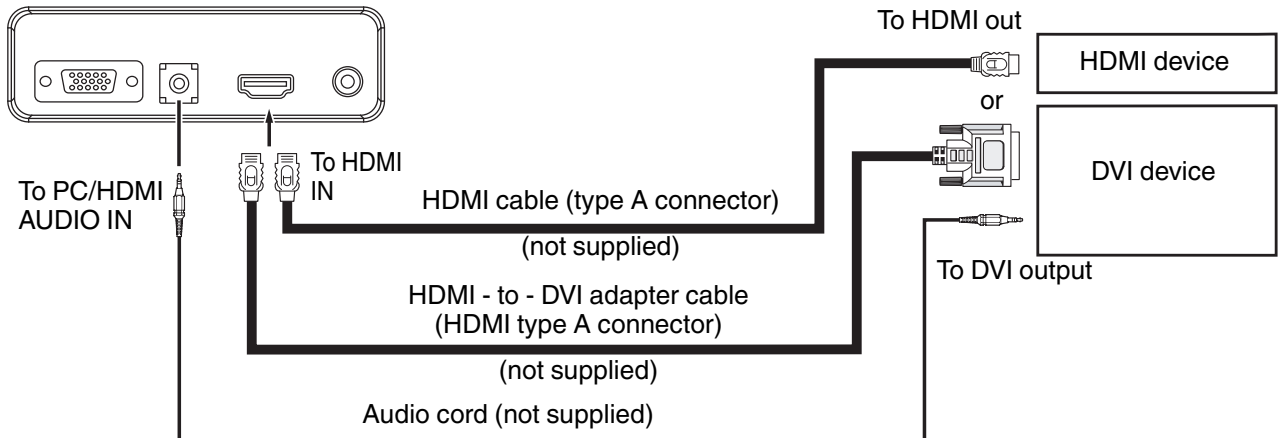 To HDMI out
HDMI device
or
DVI device
To HDMI
IN
To PC/HDMI
AUDIO IN
HDMI cable (type A connector)
(not supplied)
To DVI output
HDMI - to - DVI adapter cable
(HDMI type A connector)
(not supplied)
Audio cord (not supplied)